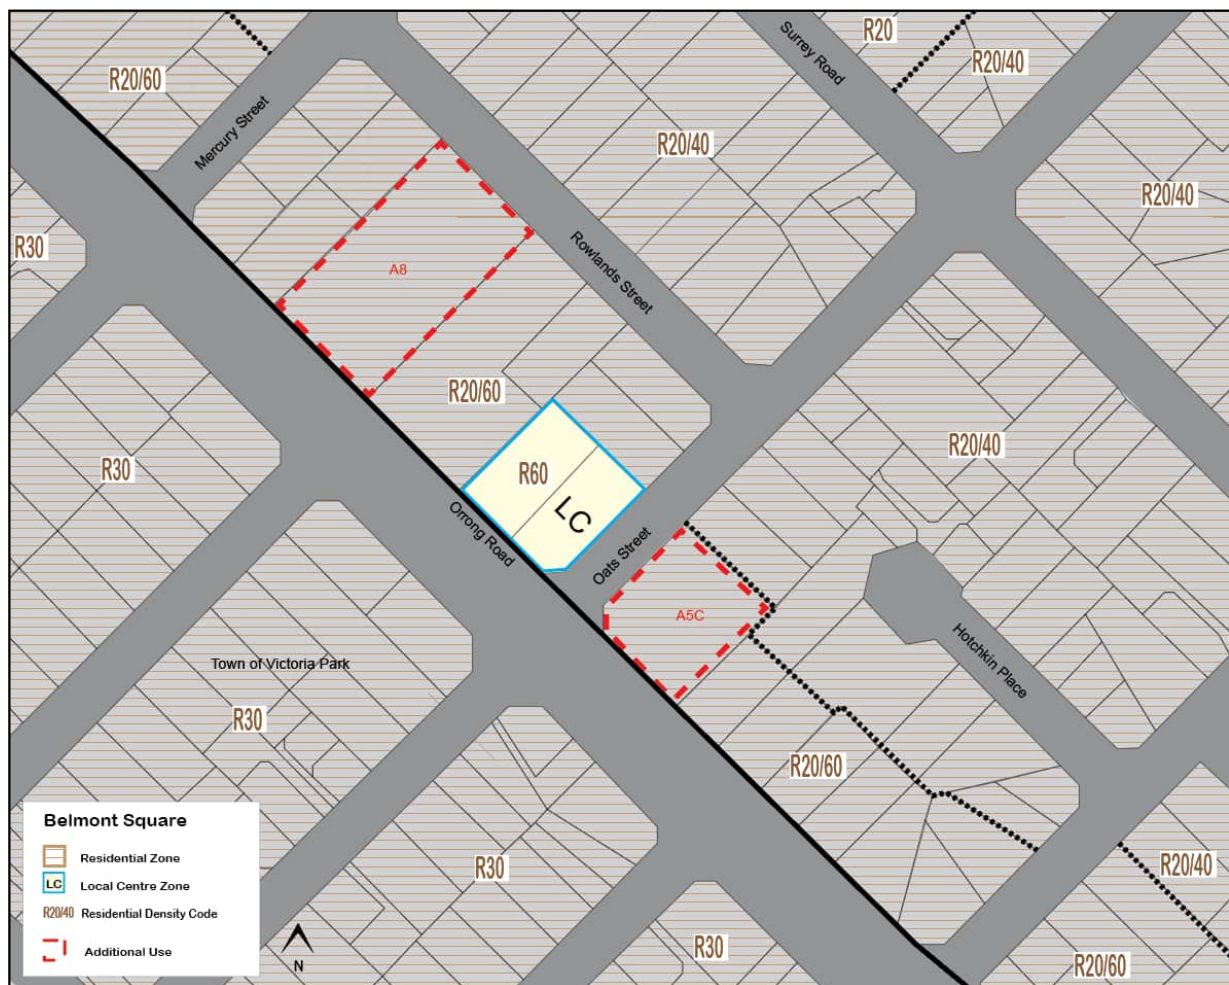 R20
Surrey Road
R20/40
R20/60
Mercury Street
R20/40
R20/40
R30
Rowlands Street
A8
R20/60
R20/40
R30
R60
LC
Orrong Road
Oats Street
A5C
Hotchkin Place
Town of Victoria Park
R30
R20/60
Belmont Square
Residential Zone
LC Local Centre Zone
R20/40 Residential Density Code
Additional Use
N
R30
R20/40
R30
R20/60